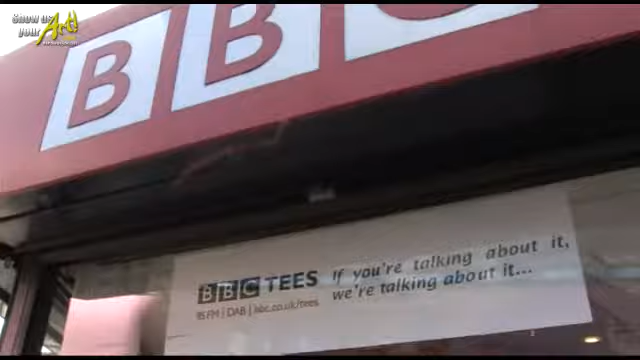 Show us
your Art!
BBC
BBC TEES
95 FM | DAB | bbc.co.uk/tees
If you're talking about it,
we're talking about it...